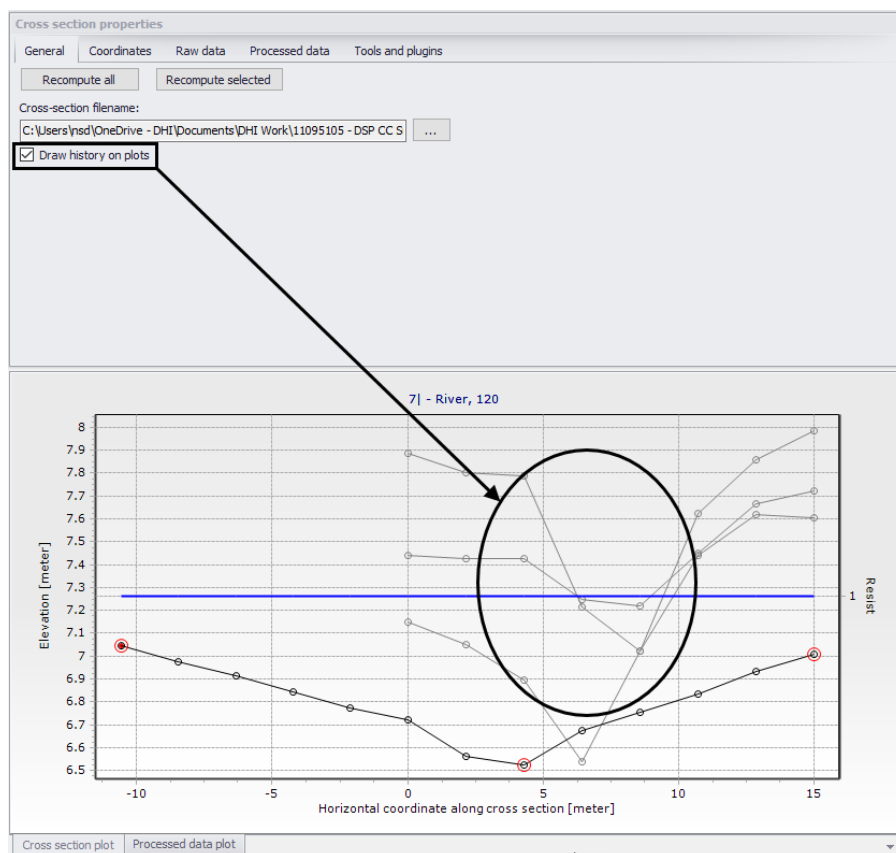 Cross section properties
General Coordinates Raw data Processed data Tools and plugins
Recompute all Recompute selected
Cross-section filename:
C:\Users\nsd\OneDrive - DHI\Documents\DHI Work\11095105 - DSP CC S ...
Draw history on plots
7| - River, 120
8
7.9
7.8
7.7
7.6
7.5
7.4
7.3
7.2
7.1
7
6.9
6.8
6.7
6.6
6.5
Elevation [meter]
1
Resist
-10 -5 0 5 10 15
Horizontal coordinate along cross section [meter]
Cross section plot Processed data plot